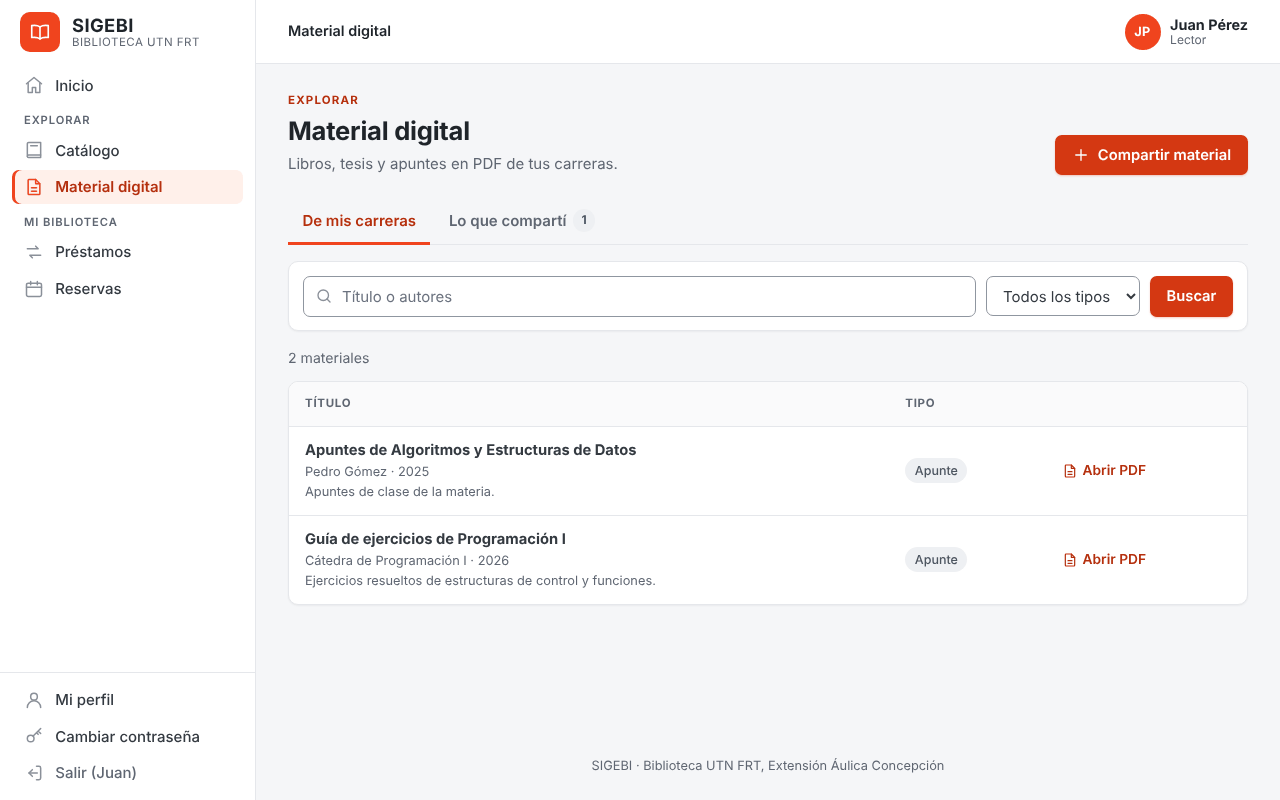 SIGEBI
BIBLIOTECA UTN FRT
Inicio
EXPLORAR
Catálogo
Material digital
MI BIBLIOTECA
Préstamos
Reservas
Mi perfil
Cambiar contraseña
Salir (Juan)
Material digital
JP
Juan Pérez
Lector
EXPLORAR
Material digital
Libros, tesis y apuntes en PDF de tus carreras.
Compartir material
De mis carreras
Lo que compartí 1
Título o autores
Todos los tipos
Buscar
2 materiales
TÍTULO
TIPO
Apuntes de Algoritmos y Estructuras de Datos
Pedro Gómez · 2025
Apuntes de clase de la materia.
Apunte
Abrir PDF
Guía de ejercicios de Programación I
Cátedra de Programación I · 2026
Ejercicios resueltos de estructuras de control y funciones.
Apunte
Abrir PDF
SIGEBI · Biblioteca UTN FRT, Extensión Áulica Concepción